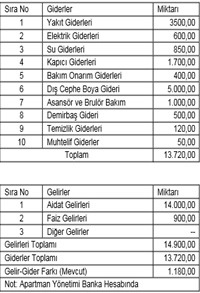 Sıra No Giderler Miktarı
1 Yakıt Giderleri 3500,00
2 Elektrik Giderleri 600,00
3 Su Giderleri 850,00
4 Kapıcı Giderleri 1.700,00
5 Bakım Onarım Giderleri 400,00
6 Dış Cephe Boya Gideri 5.000,00
7 Asansör ve Brulör Bakım 1.000,00
8 Demirbaş Gideri 500,00
9 Temizlik Giderleri 120,00
10 Muhtelif Giderler 50,00
Toplam 13.720,00
Sıra No Gelirler Miktarı
1 Aidat Gelirleri 14.000,00
2 Faiz Gelirleri 900,00
3 Diğer Gelirler --
Gelirleri Toplamı 14.900,00
Giderler Toplamı 13.720,00
Gelir-Gider Farkı (Mevcut) 1.180,00
Not: Apartman Yönetimi Banka Hesabında